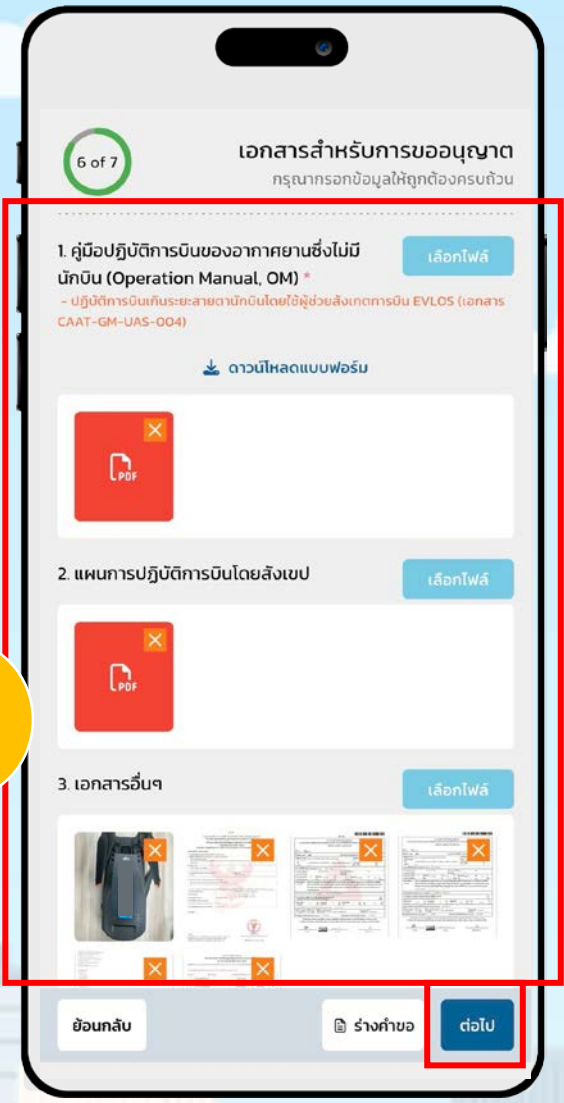 6 of 7
เอกสารสำหรับการขออนุญาต
กรุณากรอกข้อมูลให้ถูกต้องครบถ้วน
1. คู่มือปฏิบัติการบินของอากาศยานซึ่งไม่มี
นักบิน (Operation Manual, OM) *
เลือกไฟล์
- ปฏิบัติการบินเกินระยะสายตานักบินโดยใช้ผู้ช่วยสังเกตการบิน EVLOS (เอกสาร
CAAT-GM-UAS-004)
ดาวน์โหลดแบบฟอร์ม
PDF
2. แผนการปฏิบัติการบินโดยสังเขป
เลือกไฟล์
PDF
3. เอกสารอื่นๆ
เลือกไฟล์
ย้อนกลับ
ร่างคำขอ
ต่อไป